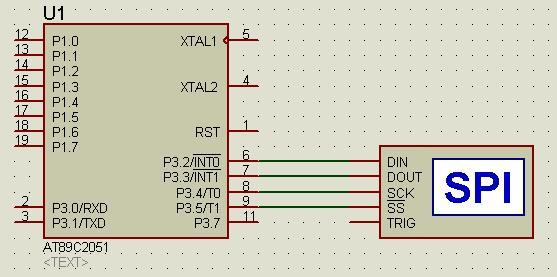 U1
12 P1.0 XTAL1 5
13 P1.1
14 P1.2
15 P1.3 XTAL2 4
16 P1.4
17 P1.5
18 P1.6 RST 1
19 P1.7
P3.2/INT0 6 DIN
P3.3/INT1 7 DOUT
P3.4/T0 8 SCK
2 P3.0/RXD P3.5/T1 9 SS
3 P3.1/TXD P3.7 11 TRIG
SPI
AT89C2051
<TEXT>